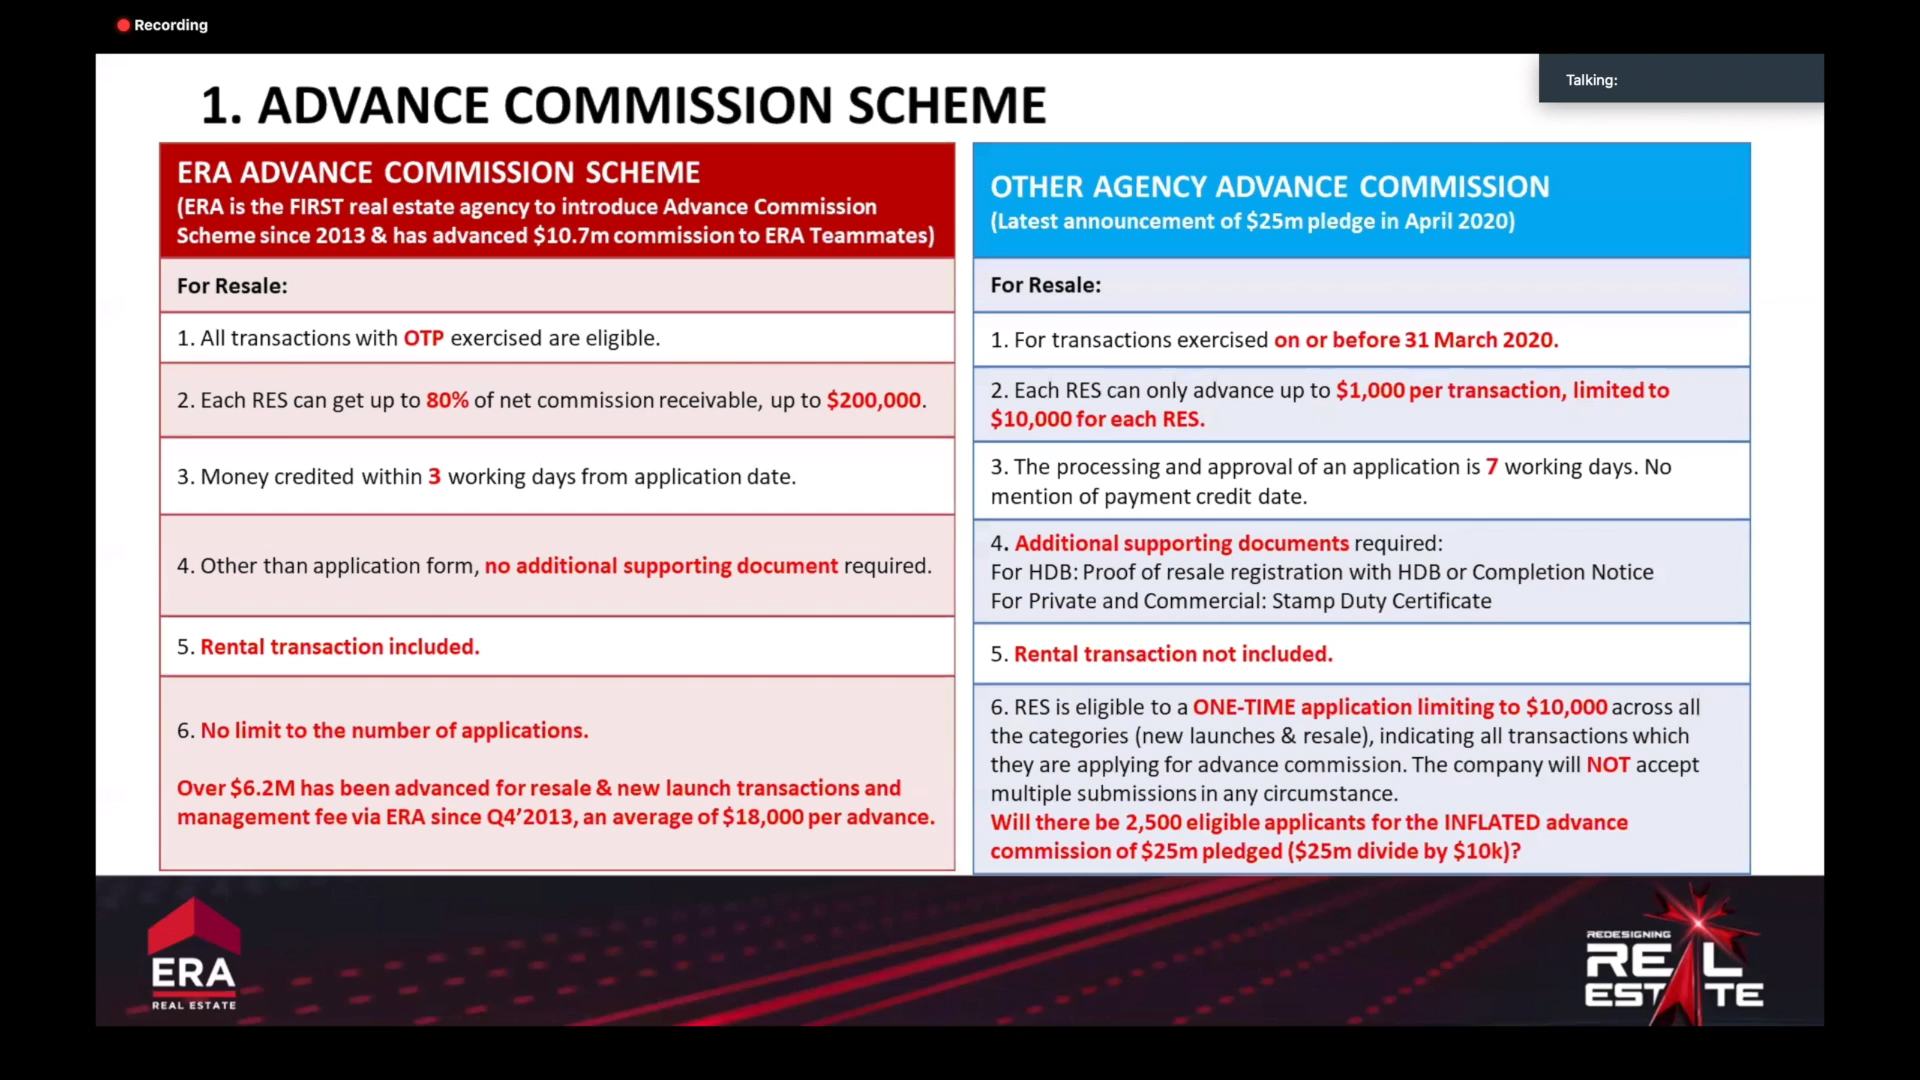 Recording
Talking:
1. ADVANCE COMMISSION SCHEME
ERA ADVANCE COMMISSION SCHEME
(ERA is the FIRST real estate agency to introduce Advance Commission
Scheme since 2013 & has advanced $10.7m commission to ERA Teammates)
For Resale:
1. All transactions with OTP exercised are eligible.
2. Each RES can get up to 80% of net commission receivable, up to $200,000.
3. Money credited within 3 working days from application date.
4. Other than application form, no additional supporting document required.
5. Rental transaction included.
6. No limit to the number of applications.
Over $6.2M has been advanced for resale & new launch transactions and
management fee via ERA since Q4’2013, an average of $18,000 per advance.
OTHER AGENCY ADVANCE COMMISSION
(Latest announcement of $25m pledge in April 2020)
For Resale:
1. For transactions exercised on or before 31 March 2020.
2. Each RES can only advance up to $1,000 per transaction, limited to
$10,000 for each RES.
3. The processing and approval of an application is 7 working days. No
mention of payment credit date.
4. Additional supporting documents required:
For HDB: Proof of resale registration with HDB or Completion Notice
For Private and Commercial: Stamp Duty Certificate
5. Rental transaction not included.
6. RES is eligible to a ONE-TIME application limiting to $10,000 across all
the categories (new launches & resale), indicating all transactions which
they are applying for advance commission. The company will NOT accept
multiple submissions in any circumstance.
Will there be 2,500 eligible applicants for the INFLATED advance
commission of $25m pledged ($25m divide by $10k)?
ERA
REAL ESTATE
REDESIGNING
REAL
ESTATE